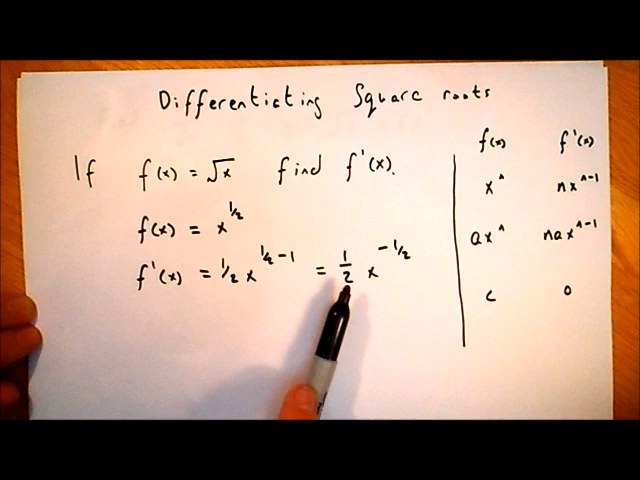 Differentiating Square roots
If f(x) = √x find f'(x).
f(x) = x^1/2
f'(x) = 1/2 x^1/2 - 1 = 1/2 x^-1/2
f(x) f'(x)
x^n nx^n-1
ax^n nax^n-1
c 0